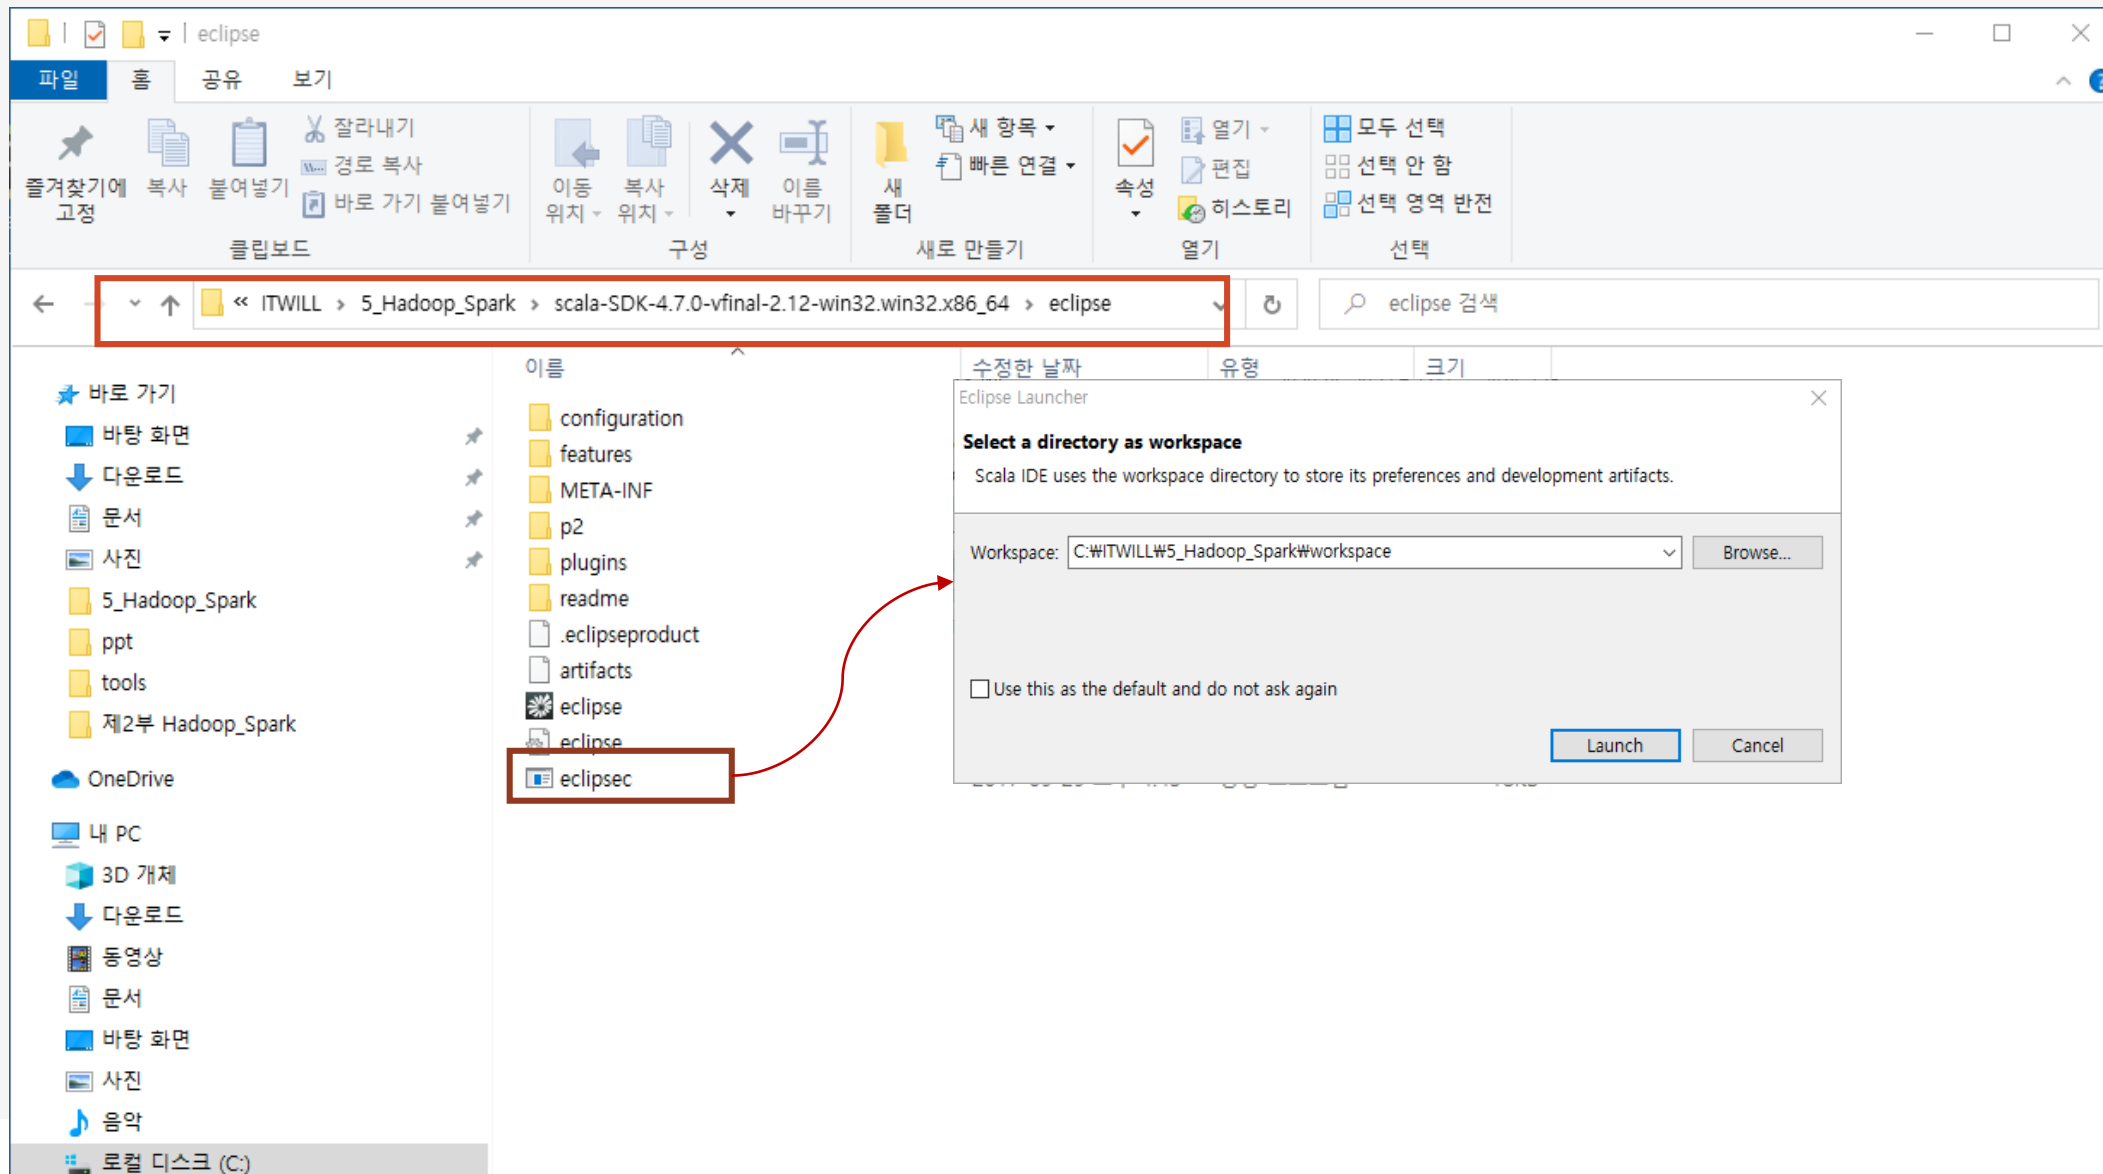 eclipse
파일 홈 공유 보기
즐겨찾기에 고정
복사
붙여넣기
잘라내기
경로 복사
바로 가기 붙여넣기
클립보드
이동 위치
복사 위치
삭제
이름 바꾸기
구성
새 폴더
새 항목
빠른 연결
새로 만들기
속성
열기
편집
히스토리
열기
모두 선택
선택 안 함
선택 영역 반전
선택
« ITWILL › 5_Hadoop_Spark › scala-SDK-4.7.0-vfinal-2.12-win32.win32.x86_64 › eclipse
eclipse 검색
바로 가기
바탕 화면
다운로드
문서
사진
5_Hadoop_Spark
ppt
tools
제2부 Hadoop_Spark
OneDrive
내 PC
3D 개체
다운로드
동영상
문서
바탕 화면
사진
음악
로컬 디스크 (C:)
이름 수정한 날짜 유형 크기
configuration
features
META-INF
p2
plugins
readme
.eclipseproduct
artifacts
eclipse
eclipse
eclipsec
Eclipse Launcher
Select a directory as workspace
Scala IDE uses the workspace directory to store its preferences and development artifacts.
Workspace: C:₩ITWILL₩5_Hadoop_Spark₩workspace Browse...
Use this as the default and do not ask again
Launch Cancel